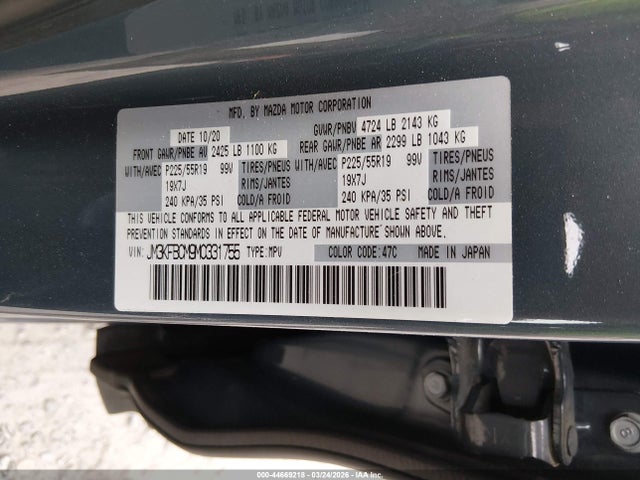 MFD. BY MAZDA MOTOR CORPORATION
DATE 10/20 GVWR/PNBV 4724 LB 2143 KG
FRONT GAWR/PNBE AV 2425 LB 1100 KG REAR GAWR/PNBE AR 2299 LB 1043 KG
WITH/AVEC P225/55R19 99V TIRES/PNEUS WITH/AVEC P225/55R19 99V TIRES/PNEUS
19X7J RIMS/JANTES 19X7J RIMS/JANTES
240 KPA/35 PSI COLD/A FROID 240 KPA/35 PSI COLD/A FROID
THIS VEHICLE CONFORMS TO ALL APPLICABLE FEDERAL MOTOR VEHICLE SAFETY AND THEFT
PREVENTION STANDARDS IN EFFECT ON THE DATE OF MANUFACTURE SHOWN ABOVE.
VIN: JM3KFBCM9M0331755 TYPE: MPV COLOR CODE: 47C MADE IN JAPAN
000-44669218 - 03/24/2026 - IAA Inc.